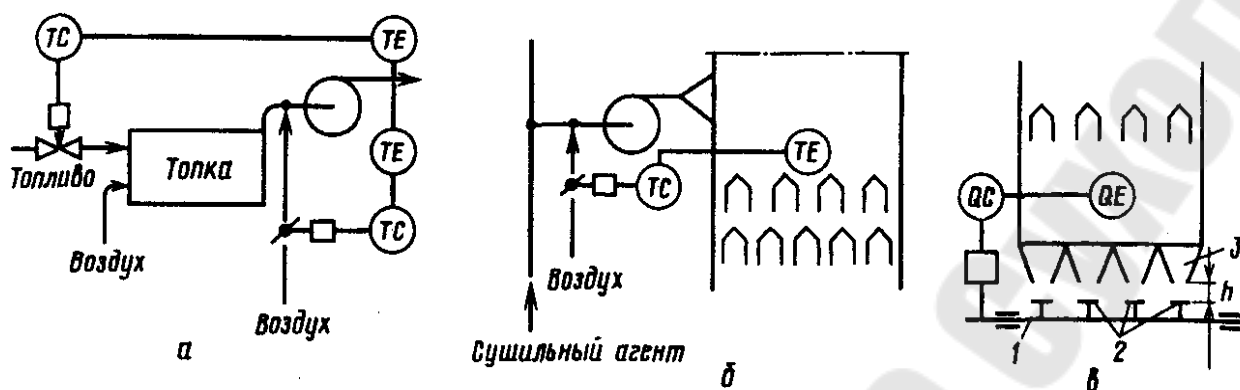 TC
TE
Топливо
Топка
TE
TC
Воздух
Воздух
а
TE
TC
Воздух
Сушильный агент
б
QC
QE
3
h
1
2
в